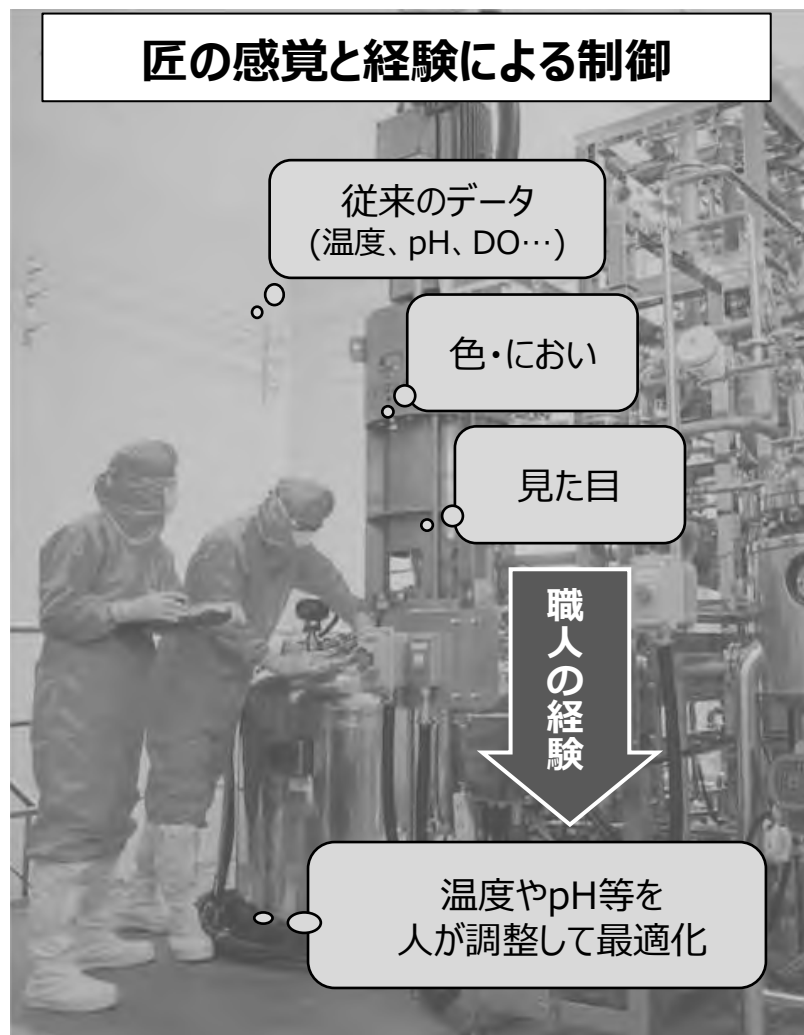 匠の感覚と経験による制御
従来のデータ
(温度、pH、DO…)
色・におい
見た目
職人の経験
温度やpH等を
人が調整して最適化